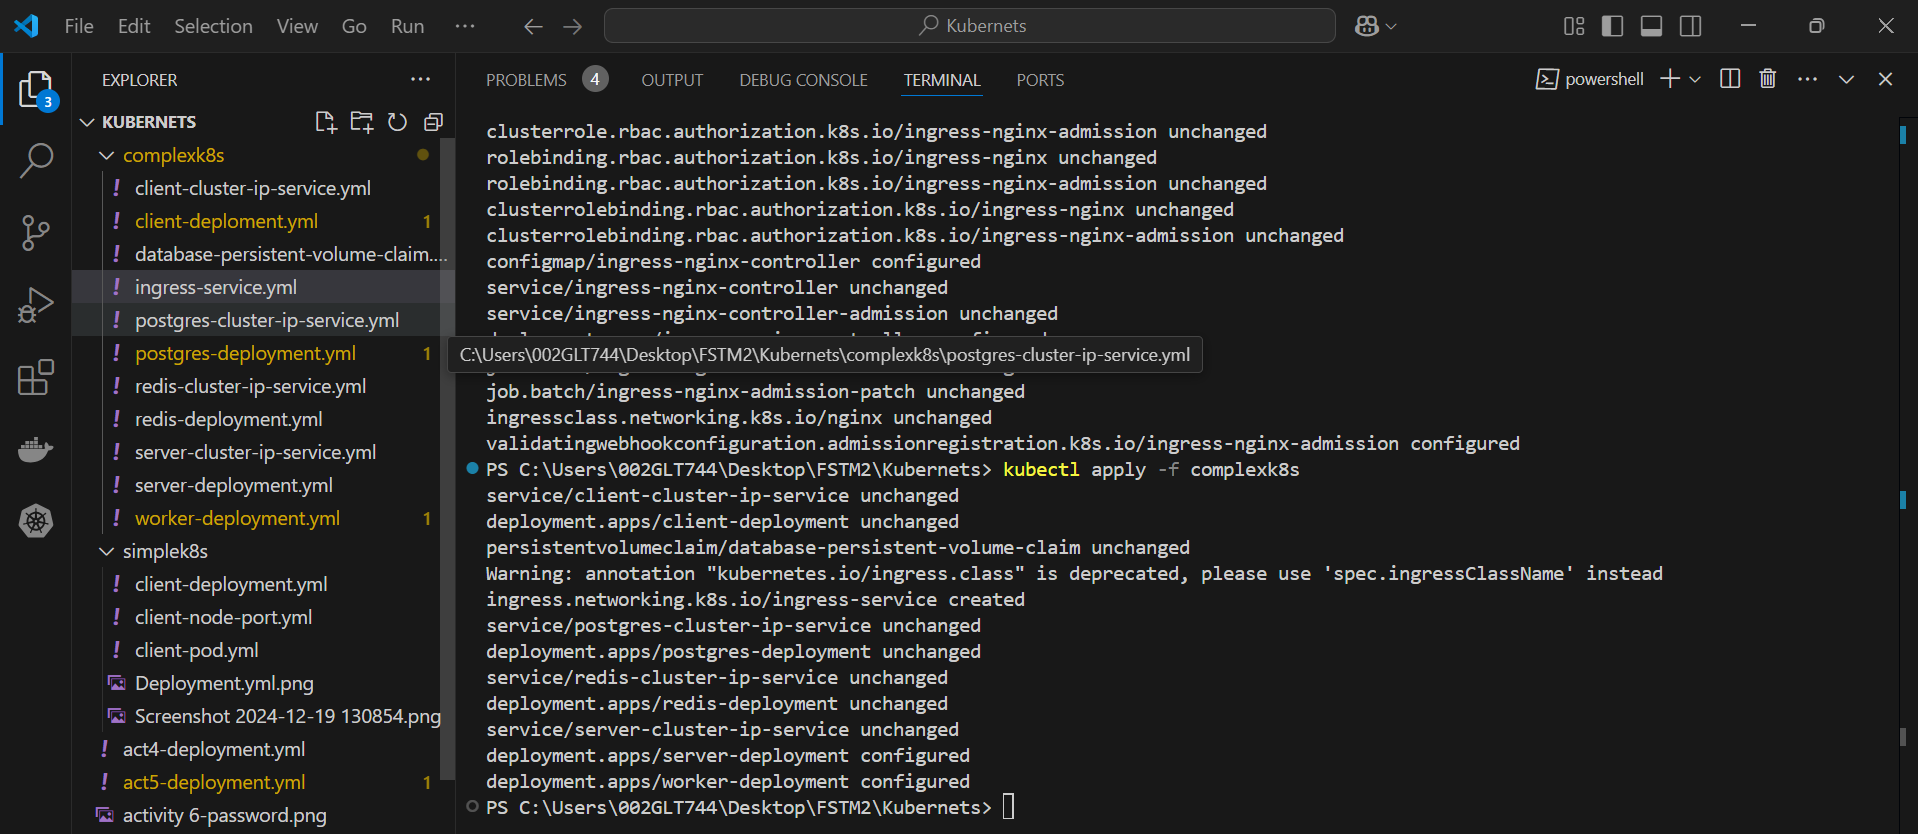 File Edit Selection View Go Run ··· Kubernets
EXPLORER
3
KUBERNETS
complexk8s
client-cluster-ip-service.yml
client-deploment.yml 1
database-persistent-volume-claim....
ingress-service.yml
postgres-cluster-ip-service.yml
postgres-deployment.yml 1
redis-cluster-ip-service.yml
redis-deployment.yml
server-cluster-ip-service.yml
server-deployment.yml
worker-deployment.yml 1
simplek8s
client-deployment.yml
client-node-port.yml
client-pod.yml
Deployment.yml.png
Screenshot 2024-12-19 130854.png
act4-deployment.yml
act5-deployment.yml 1
activity 6-password.png
PROBLEMS 4 OUTPUT DEBUG CONSOLE TERMINAL PORTS
powershell
clusterrole.rbac.authorization.k8s.io/ingress-nginx-admission unchanged
rolebinding.rbac.authorization.k8s.io/ingress-nginx unchanged
rolebinding.rbac.authorization.k8s.io/ingress-nginx-admission unchanged
clusterrolebinding.rbac.authorization.k8s.io/ingress-nginx unchanged
clusterrolebinding.rbac.authorization.k8s.io/ingress-nginx-admission unchanged
configmap/ingress-nginx-controller configured
service/ingress-nginx-controller unchanged
service/ingress-nginx-controller-admission unchanged
C:\Users\002GLT744\Desktop\FSTM2\Kubernets\complexk8s\postgres-cluster-ip-service.yml
job.batch/ingress-nginx-admission-patch unchanged
ingressclass.networking.k8s.io/nginx unchanged
validatingwebhookconfiguration.admissionregistration.k8s.io/ingress-nginx-admission configured
PS C:\Users\002GLT744\Desktop\FSTM2\Kubernets> kubectl apply -f complexk8s
service/client-cluster-ip-service unchanged
deployment.apps/client-deployment unchanged
persistentvolumeclaim/database-persistent-volume-claim unchanged
Warning: annotation "kubernetes.io/ingress.class" is deprecated, please use 'spec.ingressClassName' instead
ingress.networking.k8s.io/ingress-service created
service/postgres-cluster-ip-service unchanged
deployment.apps/postgres-deployment unchanged
service/redis-cluster-ip-service unchanged
deployment.apps/redis-deployment unchanged
service/server-cluster-ip-service unchanged
deployment.apps/server-deployment configured
deployment.apps/worker-deployment configured
PS C:\Users\002GLT744\Desktop\FSTM2\Kubernets>